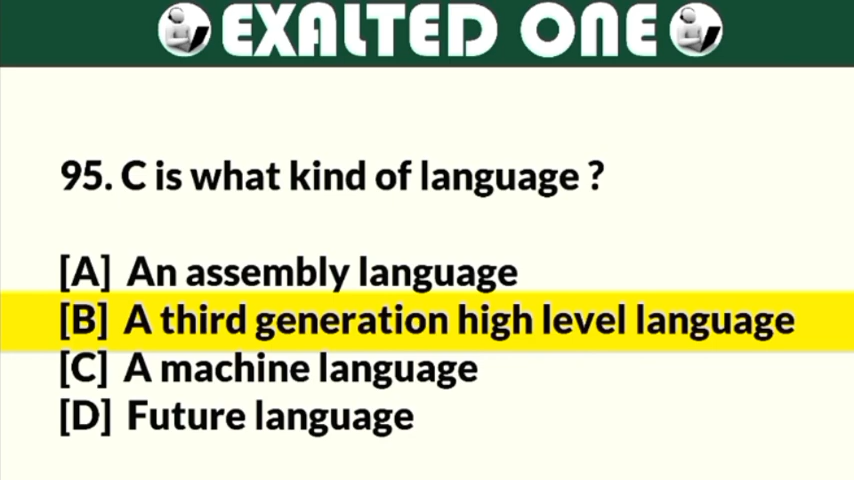 EXALTED ONE
95. C is what kind of language ?
[A] An assembly language
[B] A third generation high level language
[C] A machine language
[D] Future language